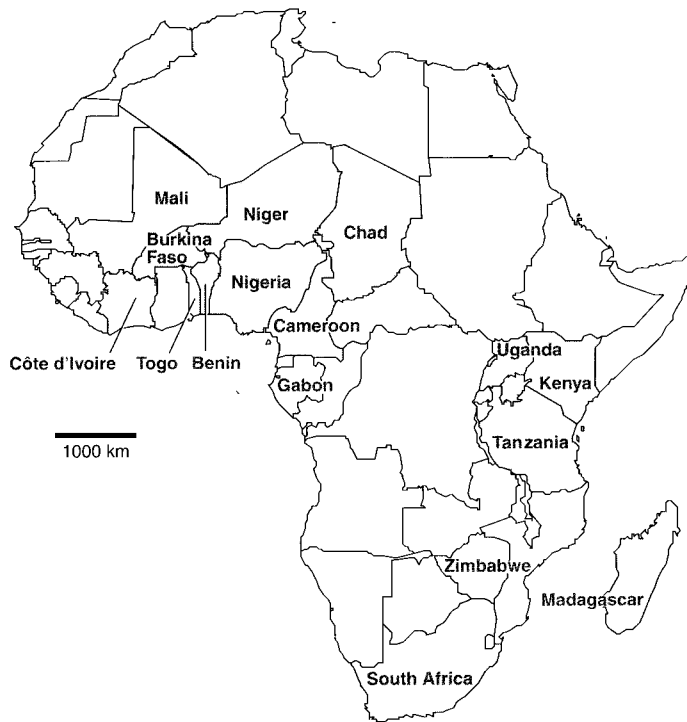 Mali
Niger
Chad
Burkina
Faso
Nigeria
Cameroon
Côte d'Ivoire
Togo
Benin
Uganda
Gabon
Kenya
Tanzania
1000 km
Zimbabwe
Madagascar
South Africa